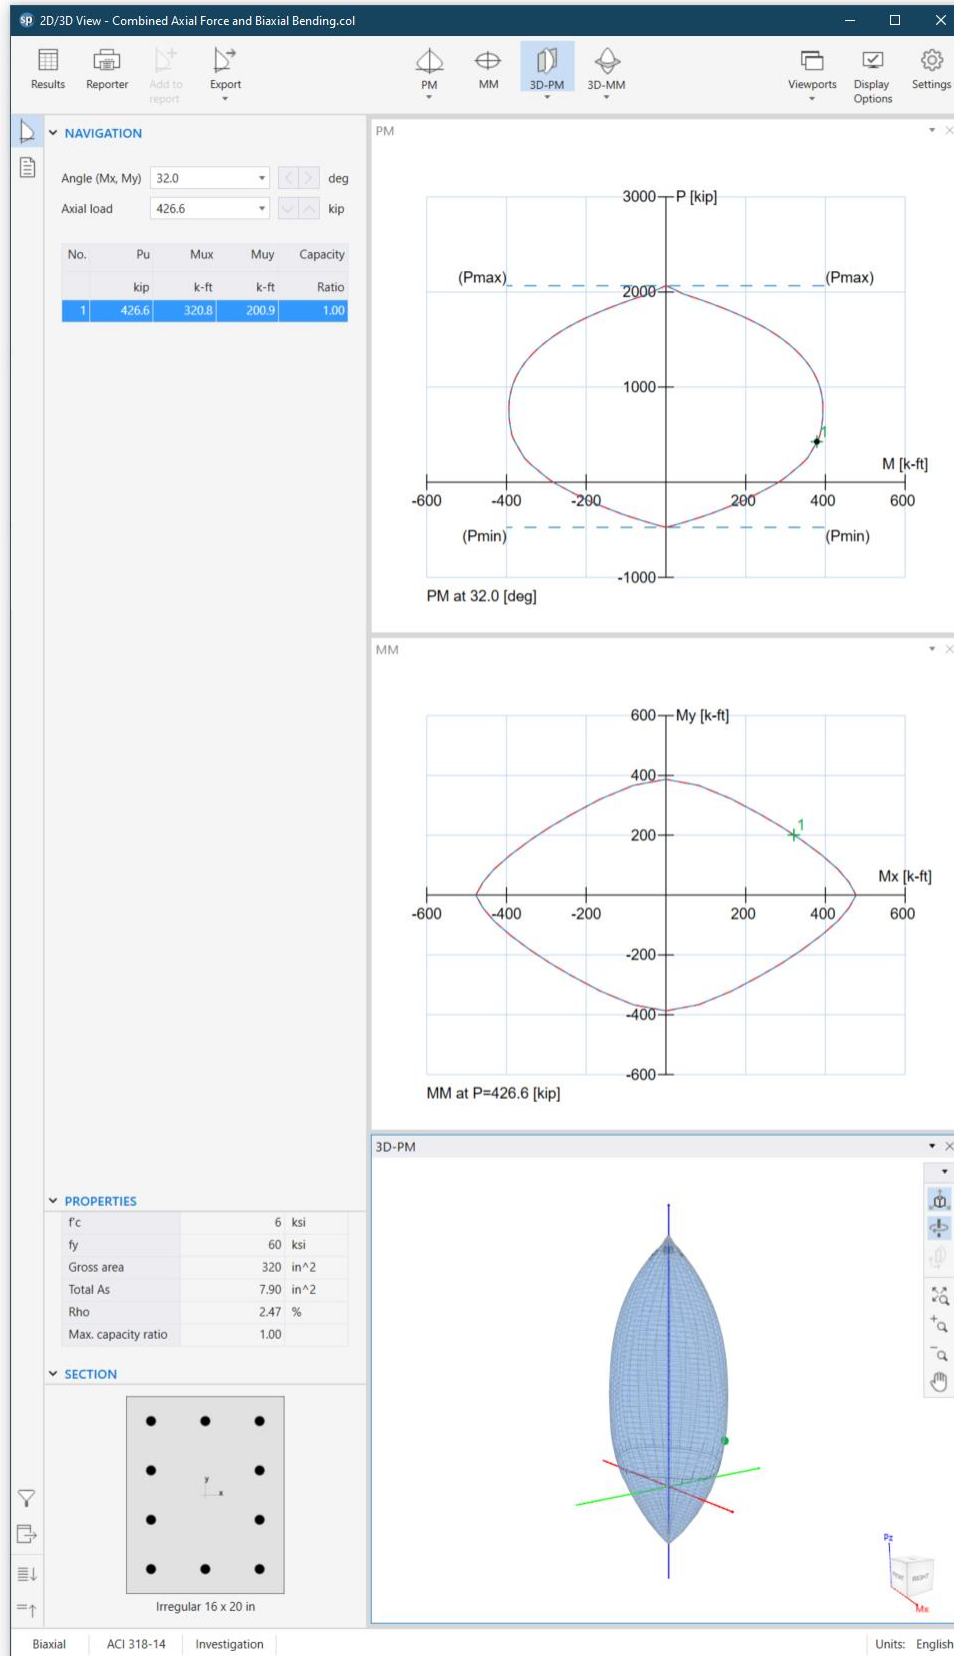 sp 2D/3D View - Combined Axial Force and Biaxial Bending.col
Results Reporter Add to report Export PM MM 3D-PM 3D-MM Viewports Display Options Settings
NAVIGATION
Angle (Mx, My) 32.0 deg
Axial load 426.6 kip
No. Pu Mux Muy Capacity
kip k-ft k-ft Ratio
1 426.6 320.8 200.9 1.00
PM
3000 P [kip]
(Pmax) (Pmax)
2000
1000
1
M [k-ft]
-600 -400 -200 200 400 600
(Pmin) (Pmin)
-1000
PM at 32.0 [deg]
MM
600 My [k-ft]
400
1
200
Mx [k-ft]
-600 -400 -200 200 400 600
-200
-400
-600
MM at P=426.6 [kip]
3D-PM
Pz
RIGHT
Mx
PROPERTIES
f'c 6 ksi
fy 60 ksi
Gross area 320 in^2
Total As 7.90 in^2
Rho 2.47 %
Max. capacity ratio 1.00
SECTION
y
x
Irregular 16 x 20 in
Biaxial ACI 318-14 Investigation Units: English